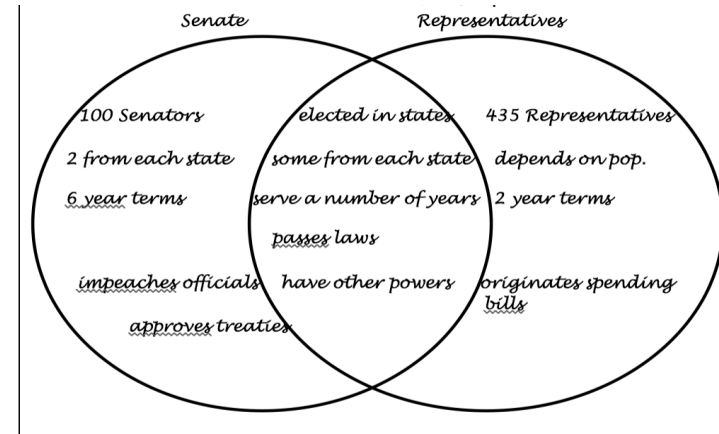 Senate
Representatives
100 Senators
elected in states
435 Representatives
2 from each state
some from each state
depends on pop.
6 year terms
serve a number of years
2 year terms
passes laws
impeaches officials
have other powers
originates spending
bills
approves treaties